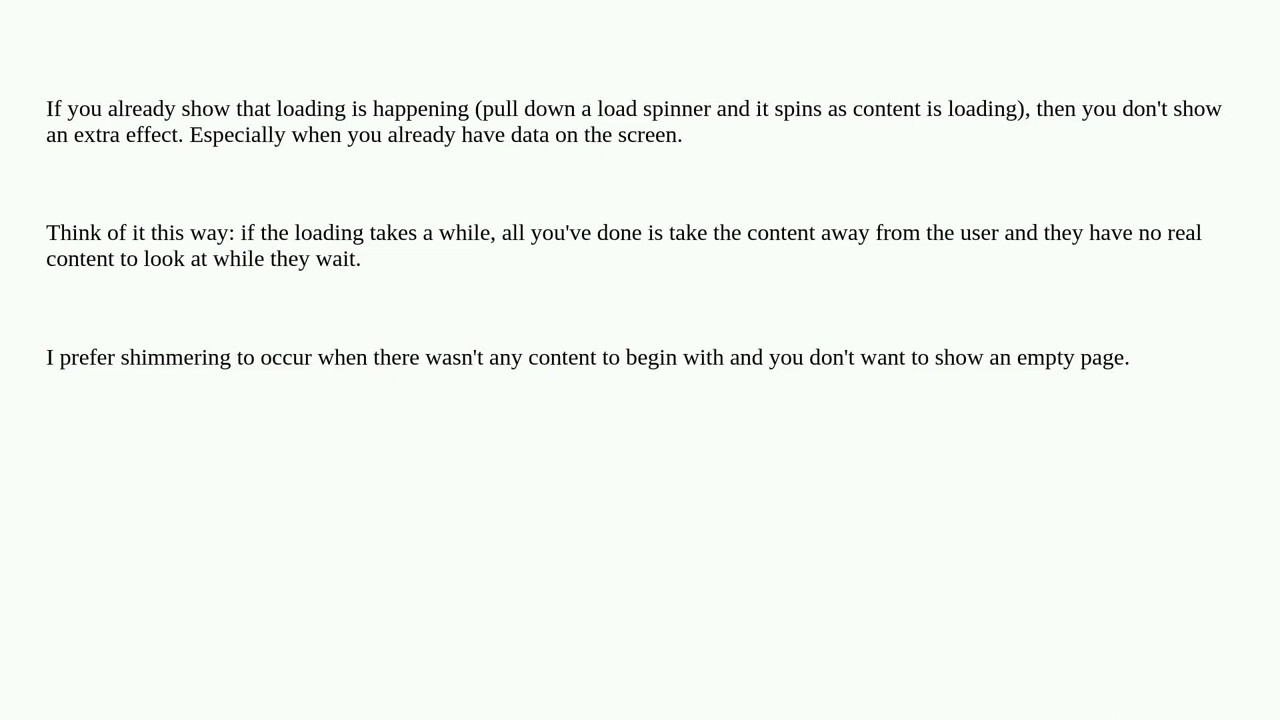 If you already show that loading is happening (pull down a load spinner and it spins as content is loading), then you don't show
an extra effect. Especially when you already have data on the screen.
Think of it this way: if the loading takes a while, all you've done is take the content away from the user and they have no real
content to look at while they wait.
I prefer shimmering to occur when there wasn't any content to begin with and you don't want to show an empty page.